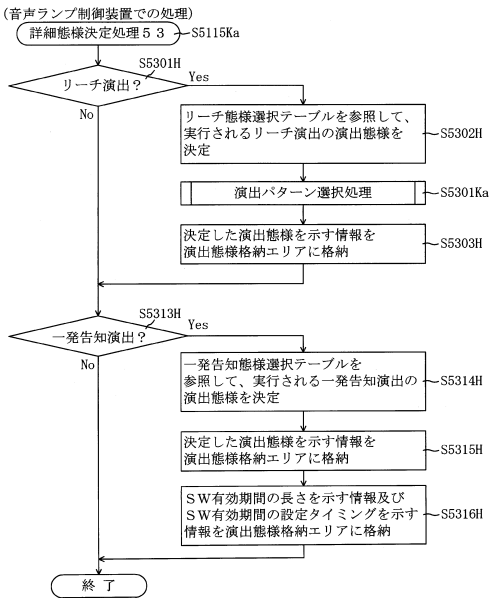 (音声ランプ制御装置での処理)
詳細態様決定処理５３
S5115Ka
S5301H
リーチ演出？
Yes
No
リーチ態様選択テーブルを参照して、
実行されるリーチ演出の演出態様を
決定
S5302H
演出パターン選択処理
S5301Ka
決定した演出態様を示す情報を
演出態様格納エリアに格納
S5303H
S5313H
一発告知演出？
Yes
No
一発告知態様選択テーブルを
参照して、実行される一発告知演出の
演出態様を決定
S5314H
決定した演出態様を示す情報を
演出態様格納エリアに格納
S5315H
ＳＷ有効期間の長さを示す情報及び
ＳＷ有効期間の設定タイミングを示す
情報を演出態様格納エリアに格納
S5316H
終了